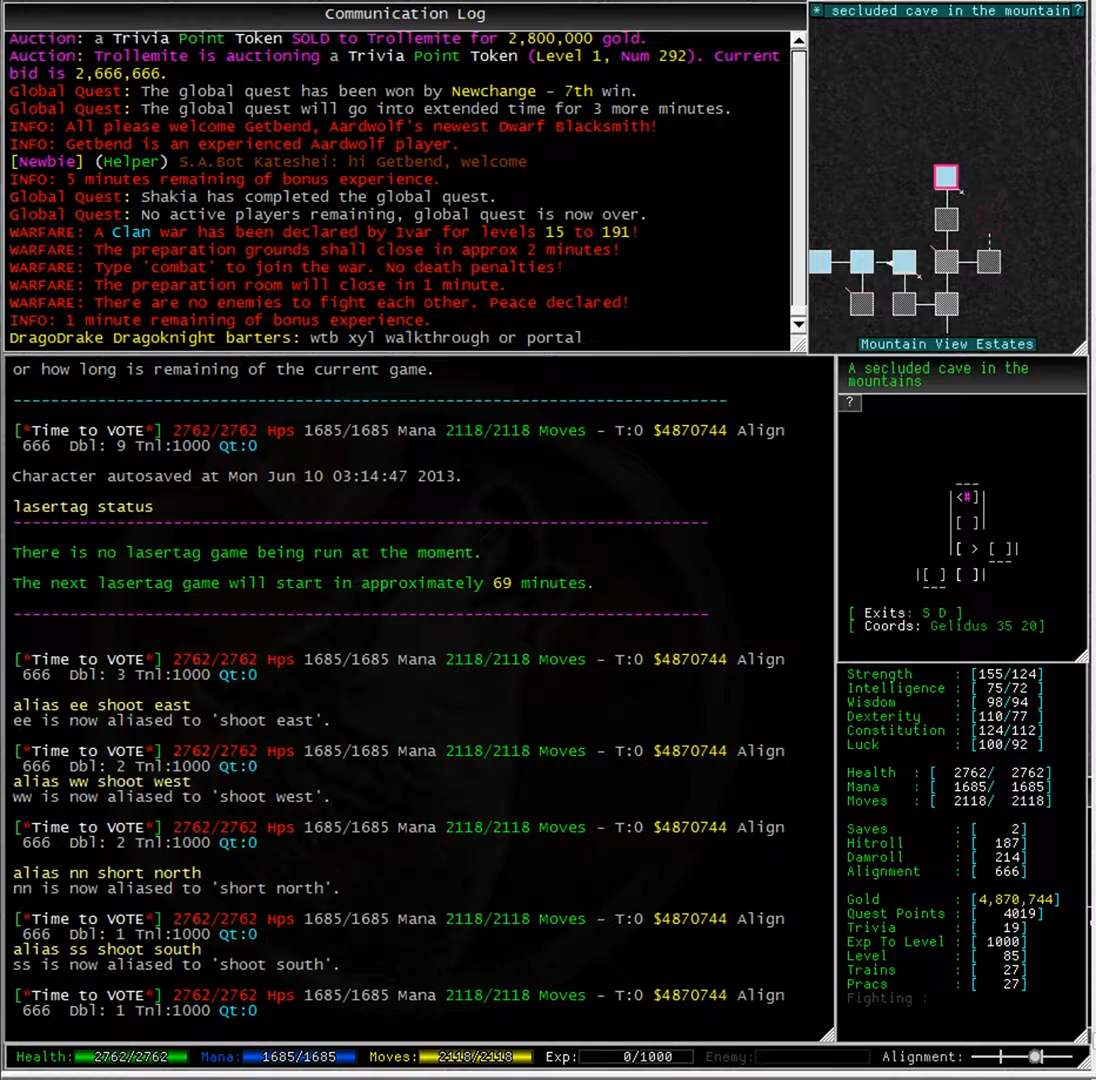 Communication Log
Auction: a Trivia Point Token SOLD to Trollemite for 2,800,000 gold.
Auction: Trollemite is auctioning a Trivia Point Token (Level 1, Num 292). Current
bid is 2,666,666.
Global Quest: The global quest has been won by Newchange - 7th win.
Global Quest: The global quest will go into extended time for 3 more minutes.
INFO: All please welcome Getbend, Aardwolf's newest Dwarf Blacksmith!
INFO: Getbend is an experienced Aardwolf player.
[Newbie] (Helper) S.A.Bot Kateshei: hi Getbend, welcome
INFO: 5 minutes remaining of bonus experience.
Global Quest: Shakia has completed the global quest.
Global Quest: No active players remaining, global quest is now over.
WARFARE: A Clan war has been declared by Ivar for levels 15 to 191!
WARFARE: The preparation grounds shall close in approx 2 minutes!
WARFARE: Type 'combat' to join the war. No death penalties!
WARFARE: The preparation room will close in 1 minute.
WARFARE: There are no enemies to fight each other. Peace declared!
INFO: 1 minute remaining of bonus experience.
DragoDrake Dragoknight barters: wtb xyl walkthrough or portal
* secluded cave in the mountain ?
Mountain View Estates
or how long is remaining of the current game.
-----------------------------------------------------------------------------
[*Time to VOTE*] 2762/2762 Hps 1685/1685 Mana 2118/2118 Moves - T:0 $4870744 Align
666 Dbl: 9 Tnl:1000 Qt:0
Character autosaved at Mon Jun 10 03:14:47 2013.
lasertag status
---------------------------------------------------------------------------
There is no lasertag game being run at the moment.
The next lasertag game will start in approximately 69 minutes.
---------------------------------------------------------------------------
[*Time to VOTE*] 2762/2762 Hps 1685/1685 Mana 2118/2118 Moves - T:0 $4870744 Align
666 Dbl: 3 Tnl:1000 Qt:0
alias ee shoot east
ee is now aliased to 'shoot east'.
[*Time to VOTE*] 2762/2762 Hps 1685/1685 Mana 2118/2118 Moves - T:0 $4870744 Align
666 Dbl: 2 Tnl:1000 Qt:0
alias ww shoot west
ww is now aliased to 'shoot west'.
[*Time to VOTE*] 2762/2762 Hps 1685/1685 Mana 2118/2118 Moves - T:0 $4870744 Align
666 Dbl: 2 Tnl:1000 Qt:0
alias nn short north
nn is now aliased to 'short north'.
[*Time to VOTE*] 2762/2762 Hps 1685/1685 Mana 2118/2118 Moves - T:0 $4870744 Align
666 Dbl: 1 Tnl:1000 Qt:0
alias ss shoot south
ss is now aliased to 'shoot south'.
[*Time to VOTE*] 2762/2762 Hps 1685/1685 Mana 2118/2118 Moves - T:0 $4870744 Align
666 Dbl: 1 Tnl:1000 Qt:0
A secluded cave in the
mountains
?
---
|<#]|
|[ ]|
|[ > [ ]|
---
|[ ] [ ]|
---
[ Exits: S D ]
[ Coords: Gelidus 35 20]
Strength : [155/124]
Intelligence : [ 75/72 ]
Wisdom : [ 98/94 ]
Dexterity : [110/77 ]
Constitution : [124/112]
Luck : [100/92 ]
Health : [ 2762/ 2762]
Mana : [ 1685/ 1685]
Moves : [ 2118/ 2118]
Saves : [ 2]
Hitroll : [ 187]
Damroll : [ 214]
Alignment : [ 666]
Gold : [4,870,744]
Quest Points : [ 4019]
Trivia : [ 19]
Exp To Level : [ 1000]
Level : [ 85]
Trains : [ 27]
Pracs : [ 27]
Fighting :
Health: 2762/2762 Mana: 1685/1685 Moves: 2118/2118 Exp: 0/1000 Enemy: Alignment: